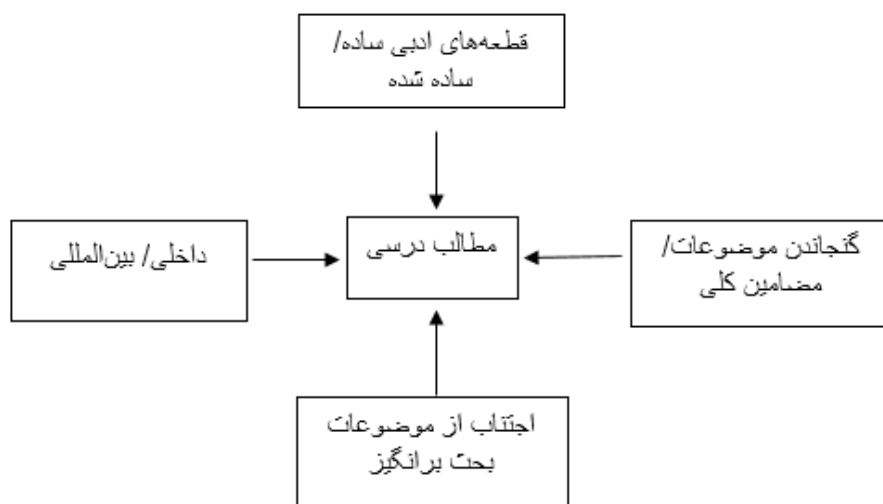 قطعه‌های ادبی ساده/
ساده شده
گنجاندن موضوعات/
مضامین کلی
مطالب درسی
داخلی/ بین‌المللی
اجتناب از موضوعات
بحث برانگیز